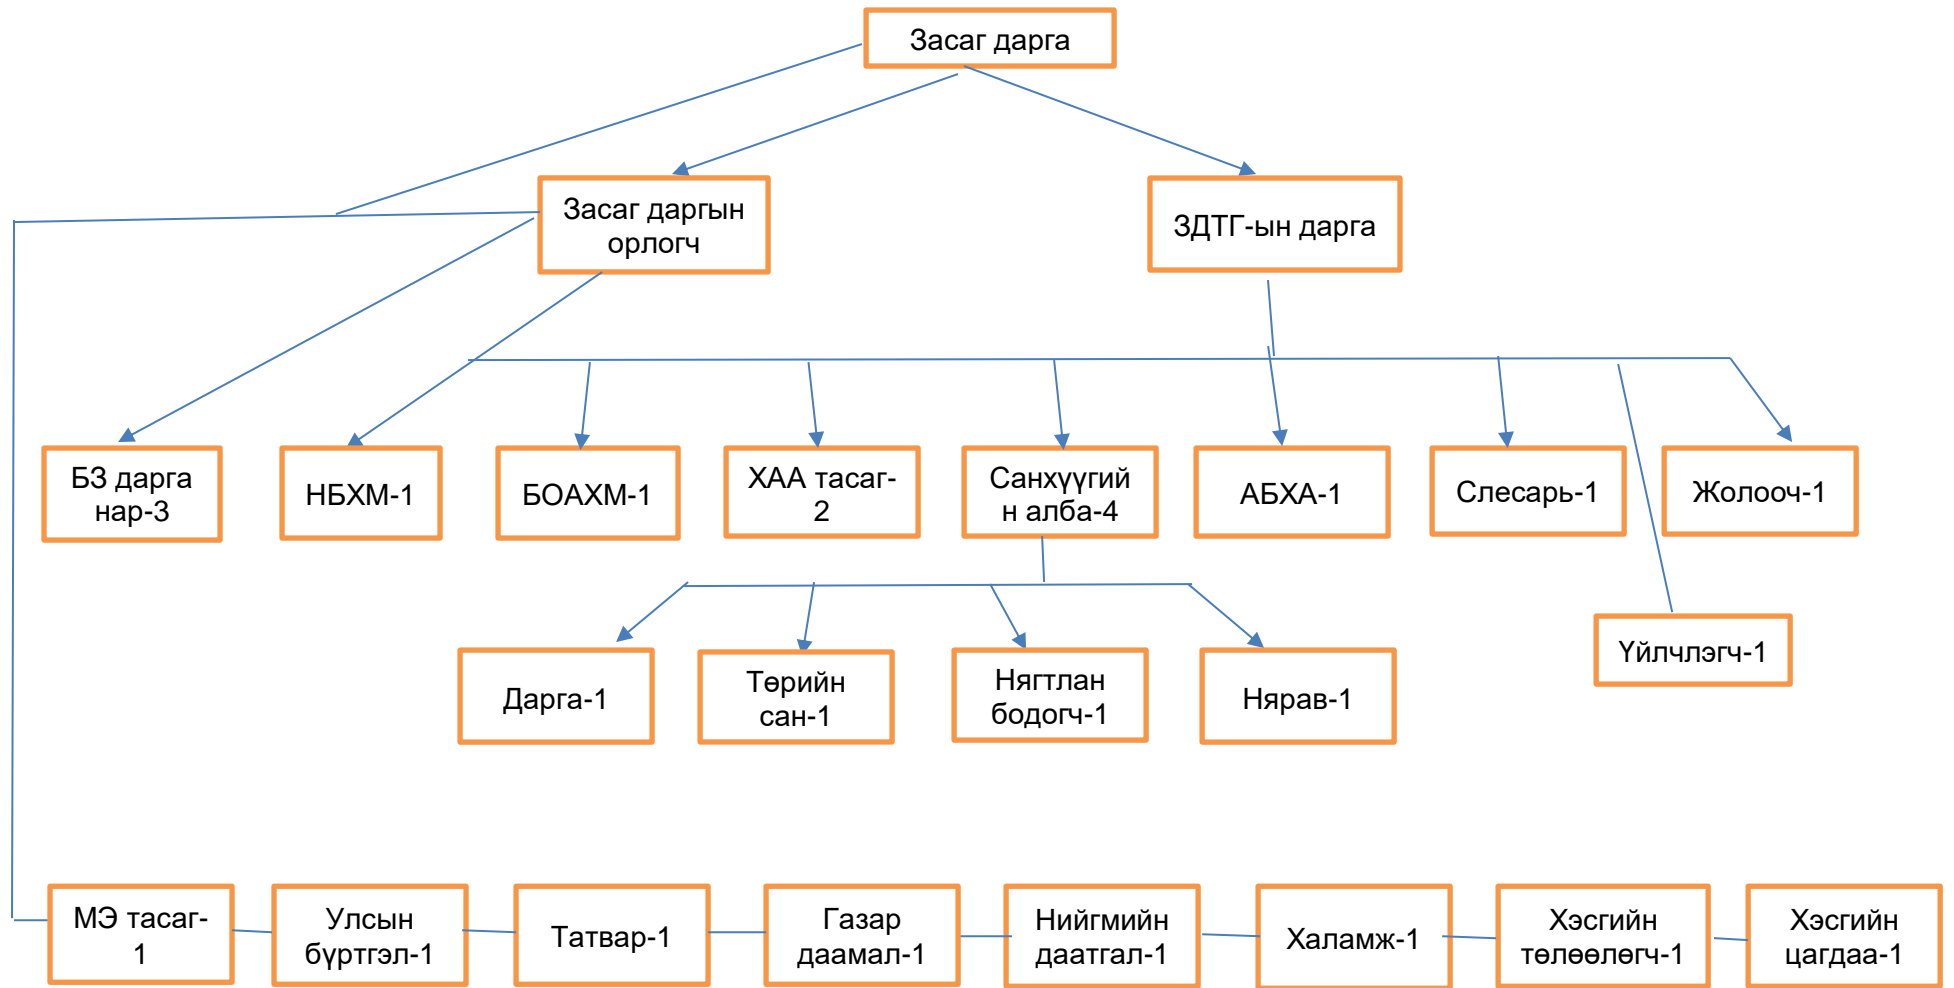 Засаг дарга
Засаг даргын
орлогч
ЗДТГ-ын дарга
БЗ дарга
нар-3
НБХМ-1
БОАХМ-1
ХАА тасаг-
2
Санхүүгий
н алба-4
АБХА-1
Слесарь-1
Жолооч-1
Үйлчлэгч-1
Дарга-1
Төрийн
сан-1
Нягтлан
бодогч-1
Нярав-1
МЭ тасаг-
1
Улсын
бүртгэл-1
Татвар-1
Газар
даамал-1
Нийгмийн
даатгал-1
Халамж-1
Хэсгийн
төлөөлөгч-1
Хэсгийн
цагдаа-1